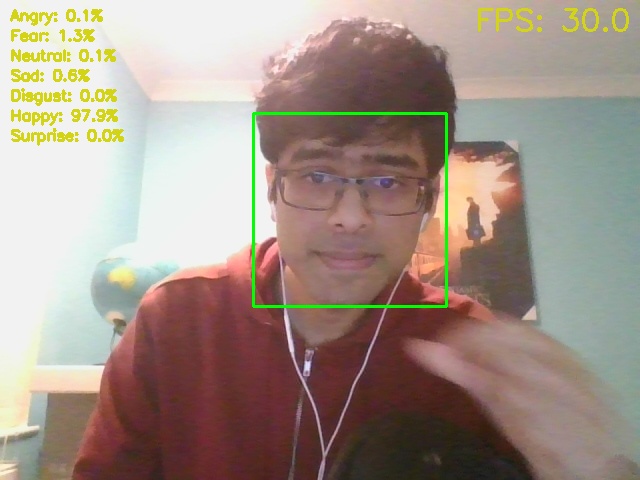 Angry: 0.1%
Fear: 1.3%
Neutral: 0.1%
Sad: 0.6%
Disgust: 0.0%
Happy: 97.9%
Surprise: 0.0%
FPS: 30.0